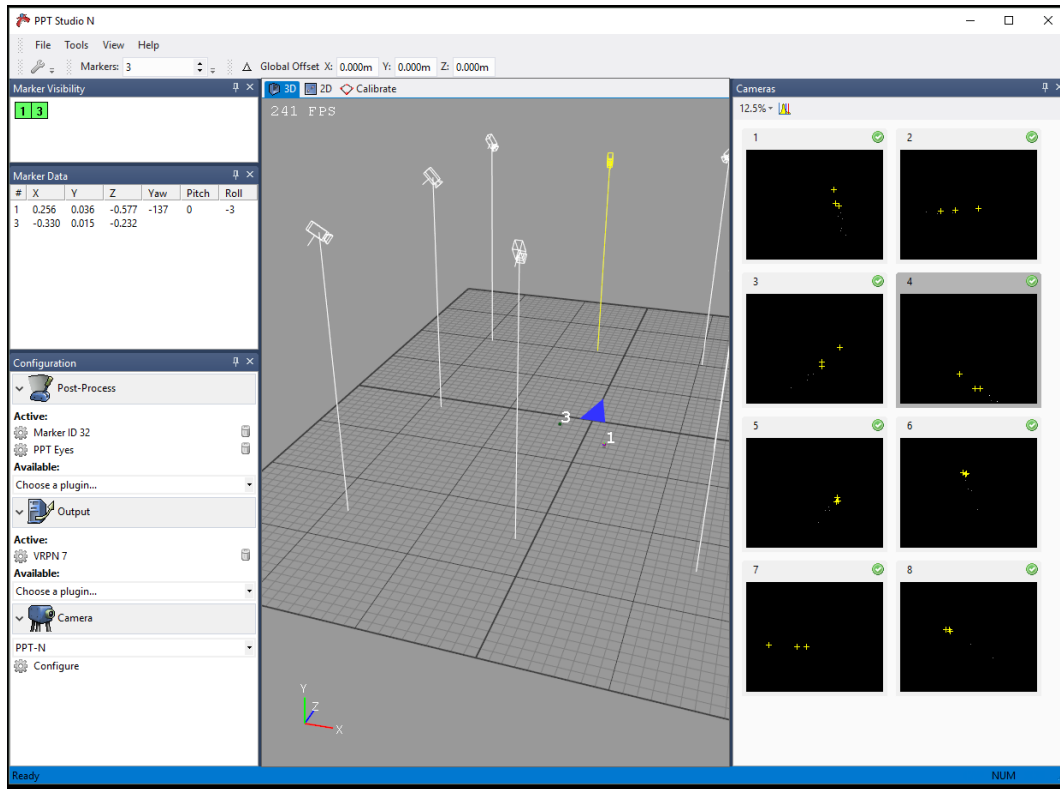 PPT Studio N
File Tools View Help
Markers: 3 Δ Global Offset X: 0.000m Y: 0.000m Z: 0.000m
Marker Visibility
1 3
Marker Data
# X Y Z Yaw Pitch Roll
1 0.256 0.036 -0.577 -137 0 -3
3 -0.330 0.015 -0.232
Configuration
Post-Process
Active:
Marker ID 32
PPT Eyes
Available:
Choose a plugin...
Output
Active:
VRPN 7
Available:
Choose a plugin...
Camera
PPT-N
Configure
3D 2D Calibrate
241 FPS
3
1
Y
Z
X
Cameras
12.5%
1 2
3 4
5 6
7 8
Ready NUM